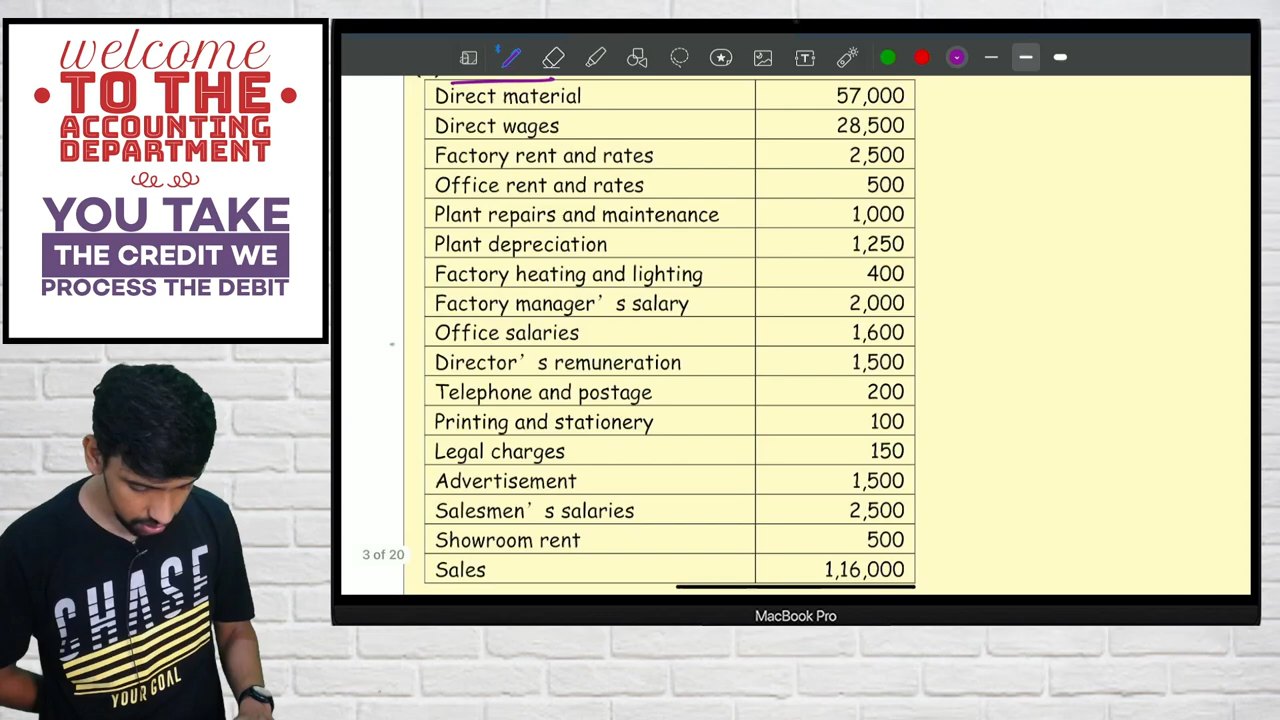 welcome
TO THE
ACCOUNTING
DEPARTMENT
YOU TAKE
THE CREDIT WE
PROCESS THE DEBIT
Direct material 57,000
Direct wages 28,500
Factory rent and rates 2,500
Office rent and rates 500
Plant repairs and maintenance 1,000
Plant depreciation 1,250
Factory heating and lighting 400
Factory manager’ s salary 2,000
Office salaries 1,600
Director’ s remuneration 1,500
Telephone and postage 200
Printing and stationery 100
Legal charges 150
Advertisement 1,500
Salesmen’ s salaries 2,500
Showroom rent 500
Sales 1,16,000
3 of 20
MacBook Pro
CHASE
YOUR GOAL